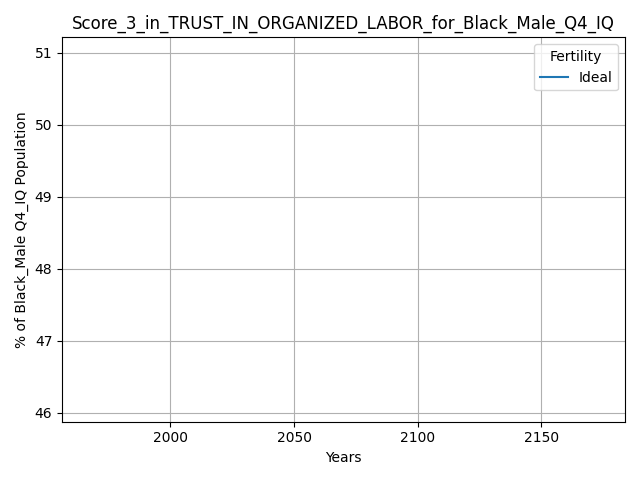 Score_3_in_TRUST_IN_ORGANIZED_LABOR_for_Black_Male_Q4_IQ
Fertility
Ideal
% of Black_Male Q4_IQ Population
51
50
49
48
47
46
2000
2050
2100
2150
Years